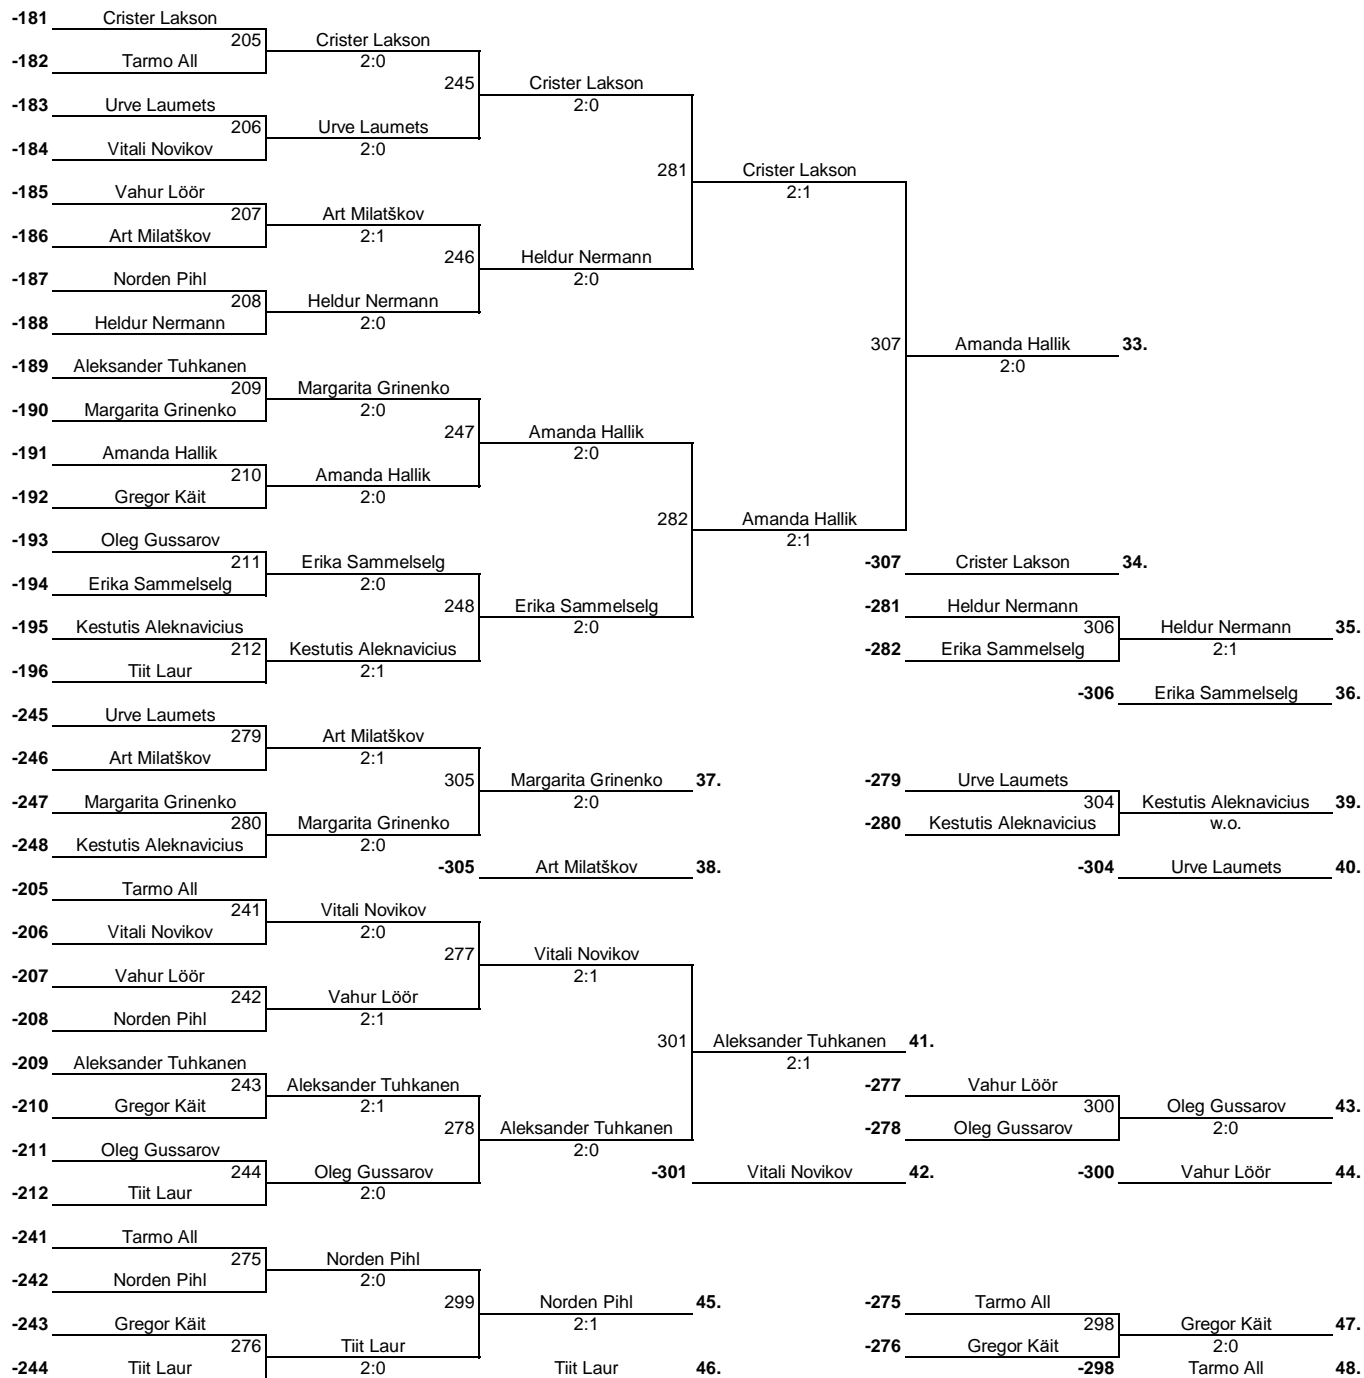 -181 Crister Lakson
205 Crister Lakson
-182 Tarmo All 2:0
245 Crister Lakson
-183 Urve Laumets 2:0
206 Urve Laumets
-184 Vitali Novikov 2:0
281 Crister Lakson
-185 Vahur Löör 2:1
207 Art Milatškov
-186 Art Milatškov 2:1
246 Heldur Nermann
-187 Norden Pihl 2:0
208 Heldur Nermann
-188 Heldur Nermann 2:0
307 Amanda Hallik 33.
-189 Aleksander Tuhkanen 2:0
209 Margarita Grinenko
-190 Margarita Grinenko 2:0
247 Amanda Hallik
-191 Amanda Hallik 2:0
210 Amanda Hallik
-192 Gregor Käit 2:0
282 Amanda Hallik
-193 Oleg Gussarov 2:1
211 Erika Sammelselg -307 Crister Lakson 34.
-194 Erika Sammelselg 2:0
248 Erika Sammelselg -281 Heldur Nermann
-195 Kestutis Aleknavicius 2:0 306 Heldur Nermann 35.
212 Kestutis Aleknavicius -282 Erika Sammelselg 2:1
-196 Tiit Laur 2:1
-306 Erika Sammelselg 36.
-245 Urve Laumets
279 Art Milatškov
-246 Art Milatškov 2:1
305 Margarita Grinenko 37. -279 Urve Laumets
-247 Margarita Grinenko 2:0 304 Kestutis Aleknavicius 39.
280 Margarita Grinenko -280 Kestutis Aleknavicius w.o.
-248 Kestutis Aleknavicius 2:0
-305 Art Milatškov 38. -304 Urve Laumets 40.
-205 Tarmo All
241 Vitali Novikov
-206 Vitali Novikov 2:0
277 Vitali Novikov
-207 Vahur Löör 2:1
242 Vahur Löör
-208 Norden Pihl 2:1
301 Aleksander Tuhkanen 41.
-209 Aleksander Tuhkanen 2:1
243 Aleksander Tuhkanen -277 Vahur Löör
-210 Gregor Käit 2:1 300 Oleg Gussarov 43.
278 Aleksander Tuhkanen -278 Oleg Gussarov 2:0
-211 Oleg Gussarov 2:0
244 Oleg Gussarov -301 Vitali Novikov 42. -300 Vahur Löör 44.
-212 Tiit Laur 2:0
-241 Tarmo All
275 Norden Pihl
-242 Norden Pihl 2:0
299 Norden Pihl 45. -275 Tarmo All
-243 Gregor Käit 2:1 298 Gregor Käit 47.
276 Tiit Laur -276 Gregor Käit 2:0
-244 Tiit Laur 2:0 Tiit Laur 46. -298 Tarmo All 48.